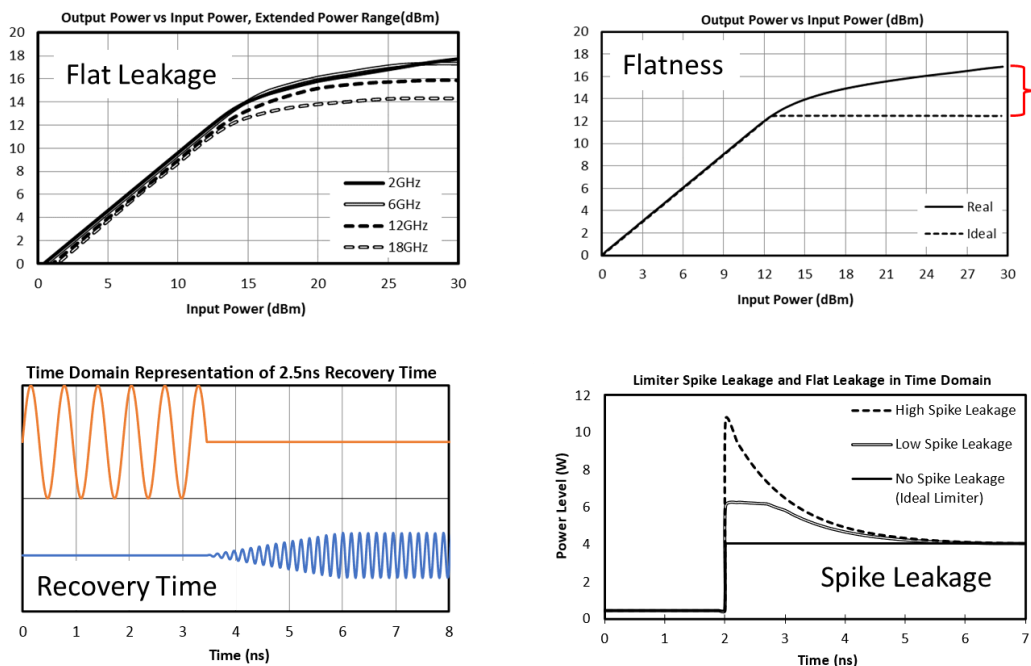 Output Power vs Input Power, Extended Power Range(dBm)
20
18
16
14
12
10
8
6
4
2
0
Flat Leakage
2GHz
6GHz
12GHz
18GHz
0 5 10 15 20 25 30
Input Power (dBm)
Output Power vs Input Power (dBm)
20
18
16
14
12
10
8
6
4
2
0
Flatness
Real
Ideal
0 3 6 9 12 15 18 21 24 27 30
Input Power (dBm)
Time Domain Representation of 2.5ns Recovery Time
Recovery Time
0 1 2 3 4 5 6 7 8
Time (ns)
Limiter Spike Leakage and Flat Leakage in Time Domain
Power Level (W)
12
10
8
6
4
2
0
High Spike Leakage
Low Spike Leakage
No Spike Leakage
(Ideal Limiter)
Spike Leakage
0 1 2 3 4 5 6 7
Time (ns)